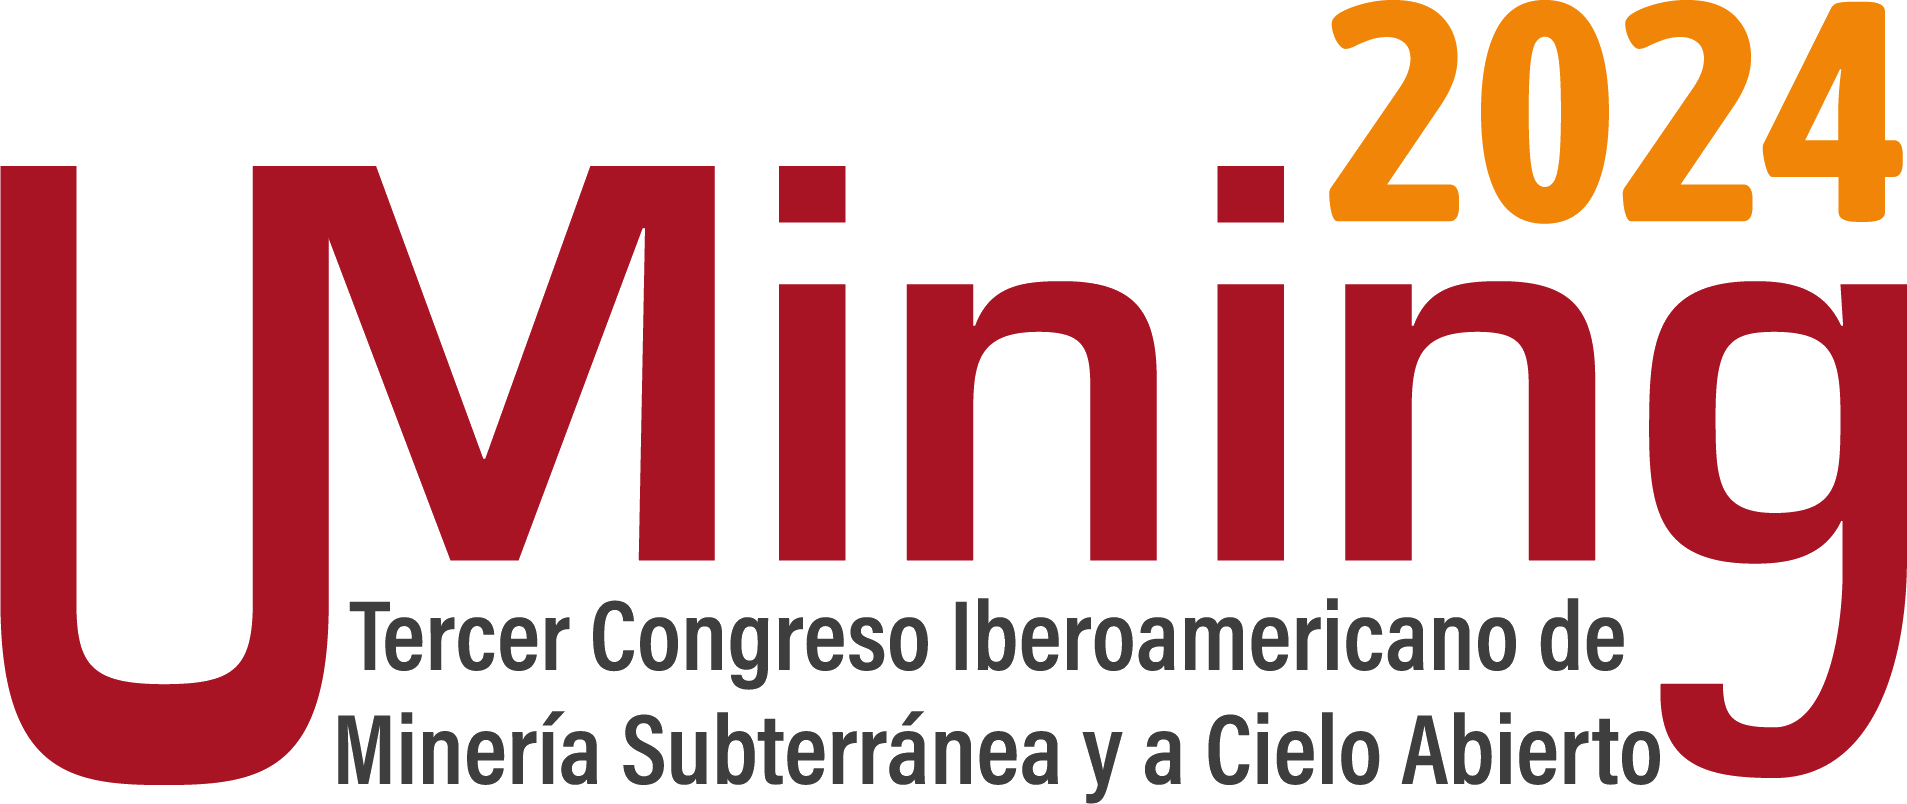 2024
UMining
Tercer Congreso Iberoamericano de
Minería Subterránea y a Cielo Abierto